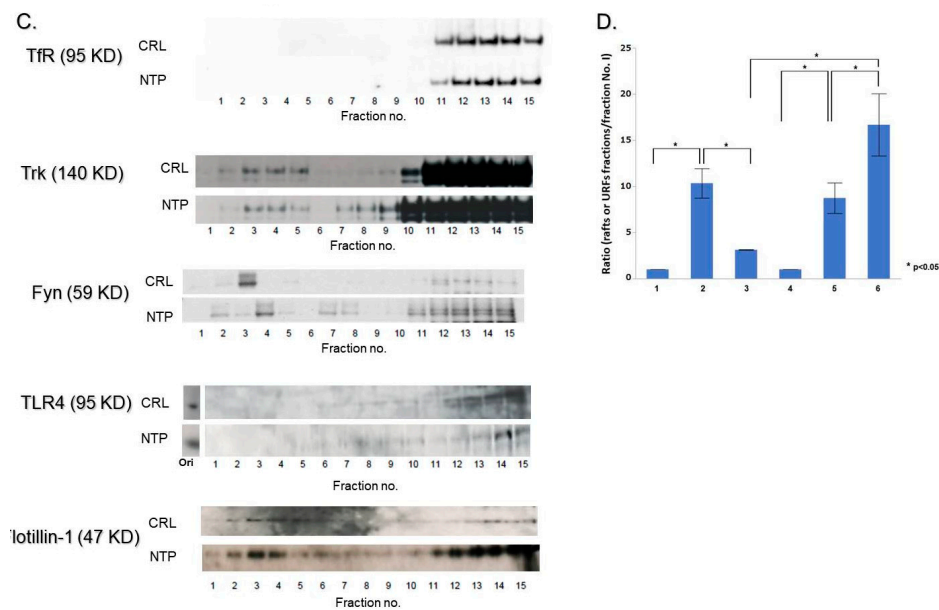 C.
TfR (95 KD)
CRL
NTP
1 2 3 4 5 6 7 8 9 10 11 12 13 14 15
Fraction no.
Trk (140 KD)
CRL
NTP
1 2 3 4 5 6 7 8 9 10 11 12 13 14 15
Fraction no.
Fyn (59 KD)
CRL
NTP
1 2 3 4 5 6 7 8 9 10 11 12 13 14 15
Fraction no.
TLR4 (95 KD)
CRL
NTP
Ori 1 2 3 4 5 6 7 8 9 10 11 12 13 14 15
Fraction no.
lotillin-1 (47 KD)
CRL
NTP
1 2 3 4 5 6 7 8 9 10 11 12 13 14 15
Fraction no.
D.
Ratio (rafts or URFs fractions/fraction No. I)
25
20
15
10
5
0
1 2 3 4 5 6
*
*
*
*
*
* p<0.05